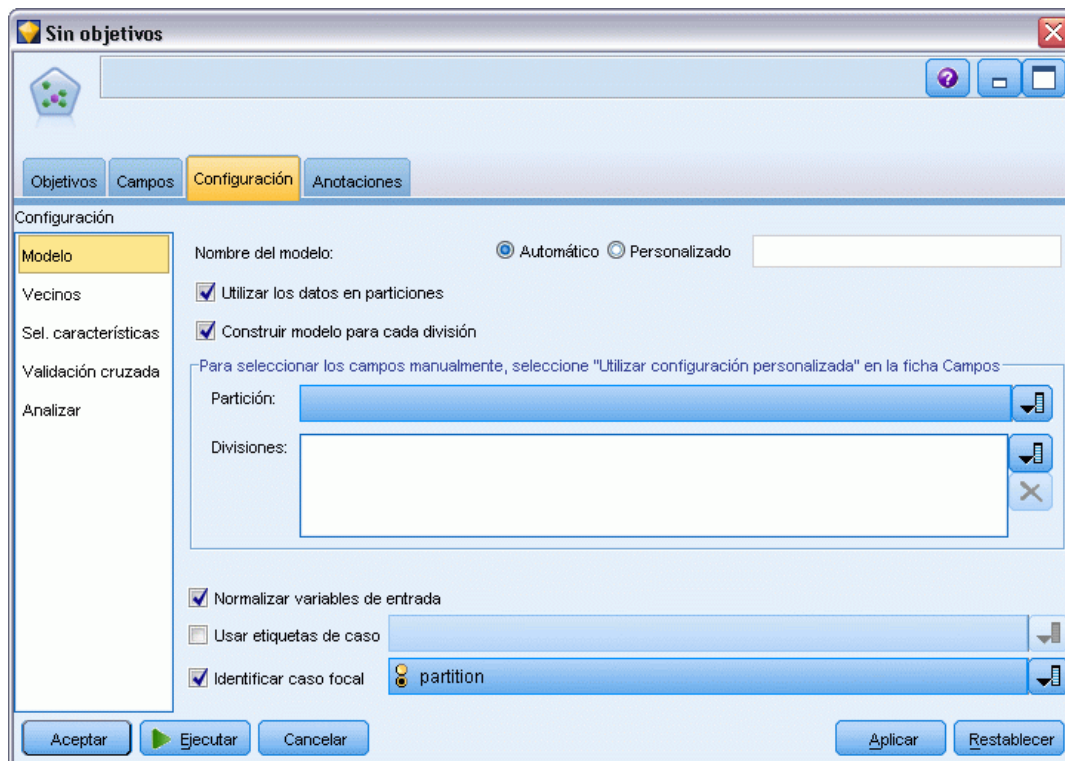 Sin objetivos
Objetivos Campos Configuración Anotaciones
Configuración
Modelo
Vecinos
Sel. características
Validación cruzada
Analizar
Nombre del modelo: Automático Personalizado
Utilizar los datos en particiones
Construir modelo para cada división
Para seleccionar los campos manualmente, seleccione "Utilizar configuración personalizada" en la ficha Campos
Partición:
Divisiones:
Normalizar variables de entrada
Usar etiquetas de caso
Identificar caso focal partition
Aceptar Ejecutar Cancelar Aplicar Restablecer